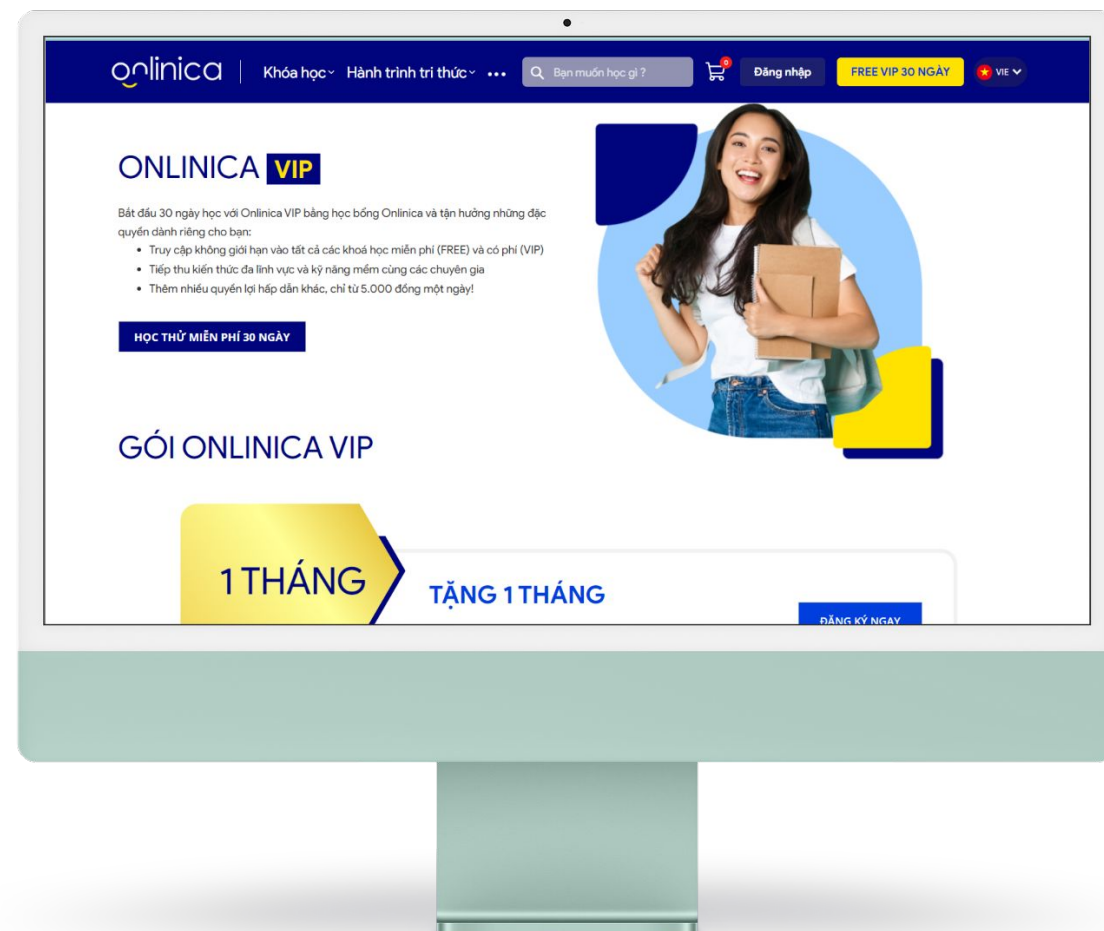 onlinica
Khóa học Hành trình tri thức ••• Bạn muốn học gì ? 0 Đăng nhập FREE VIP 30 NGÀY VIE
ONLINICA VIP
Bắt đầu 30 ngày học với Onlinica VIP bằng học bổng Onlinica và tận hưởng những đặc
quyền dành riêng cho bạn:
• Truy cập không giới hạn vào tất cả các khoá học miễn phí (FREE) và có phí (VIP)
• Tiếp thu kiến thức đa lĩnh vực và kỹ năng mềm cùng các chuyên gia
• Thêm nhiều quyền lợi hấp dẫn khác, chỉ từ 5.000 đồng một ngày!
HỌC THỬ MIỄN PHÍ 30 NGÀY
GÓI ONLINICA VIP
1 THÁNG
TẶNG 1 THÁNG
ĐĂNG KÝ NGAY